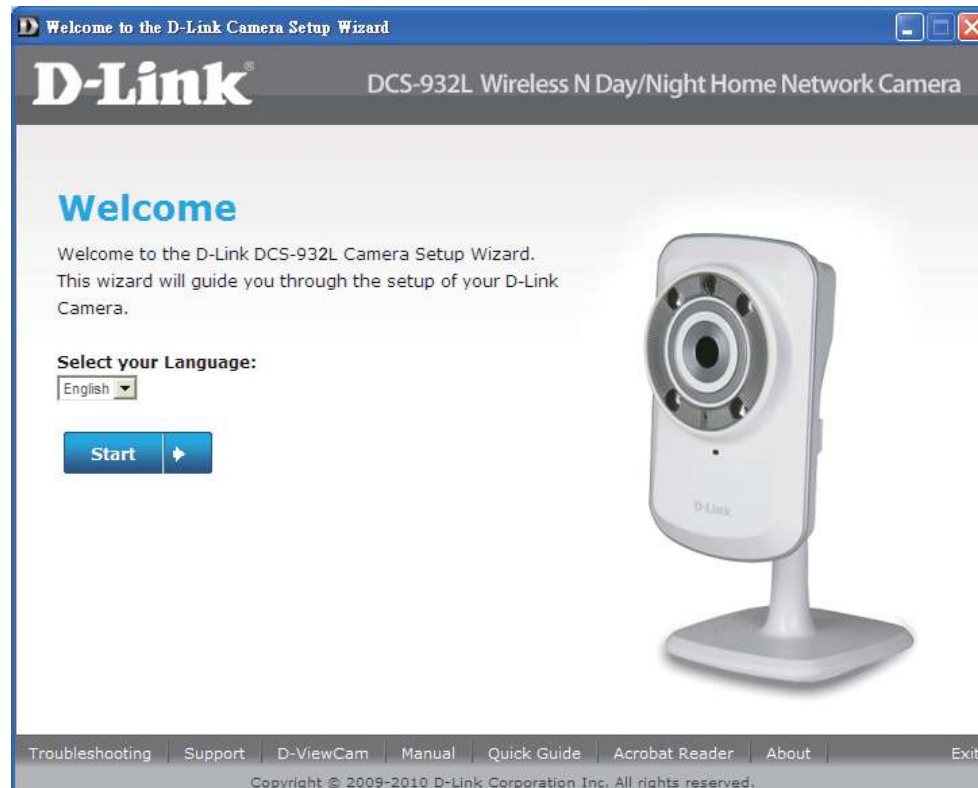 Welcome to the D-Link Camera Setup Wizard
D-Link®
DCS-932L Wireless N Day/Night Home Network Camera
Welcome
Welcome to the D-Link DCS-932L Camera Setup Wizard.
This wizard will guide you through the setup of your D-Link
Camera.
Select your Language:
English
Start
D-Link
Troubleshooting Support D-ViewCam Manual Quick Guide Acrobat Reader About Exit
Copyright © 2009-2010 D-Link Corporation Inc. All rights reserved.